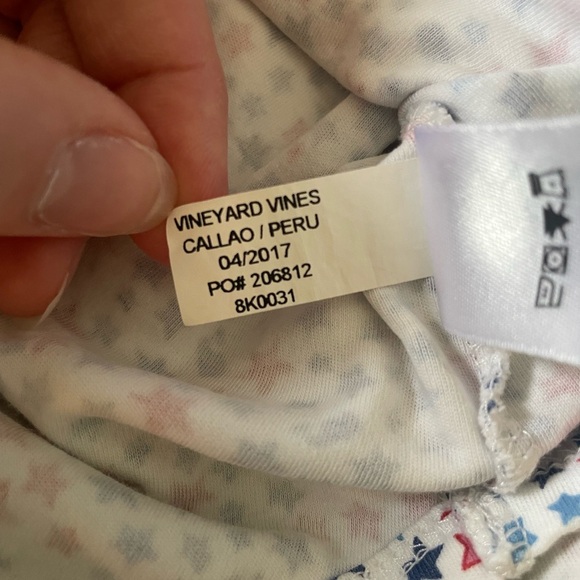 VINEYARD VINES
CALLAO / PERU
04/2017
PO# 206812
8K0031